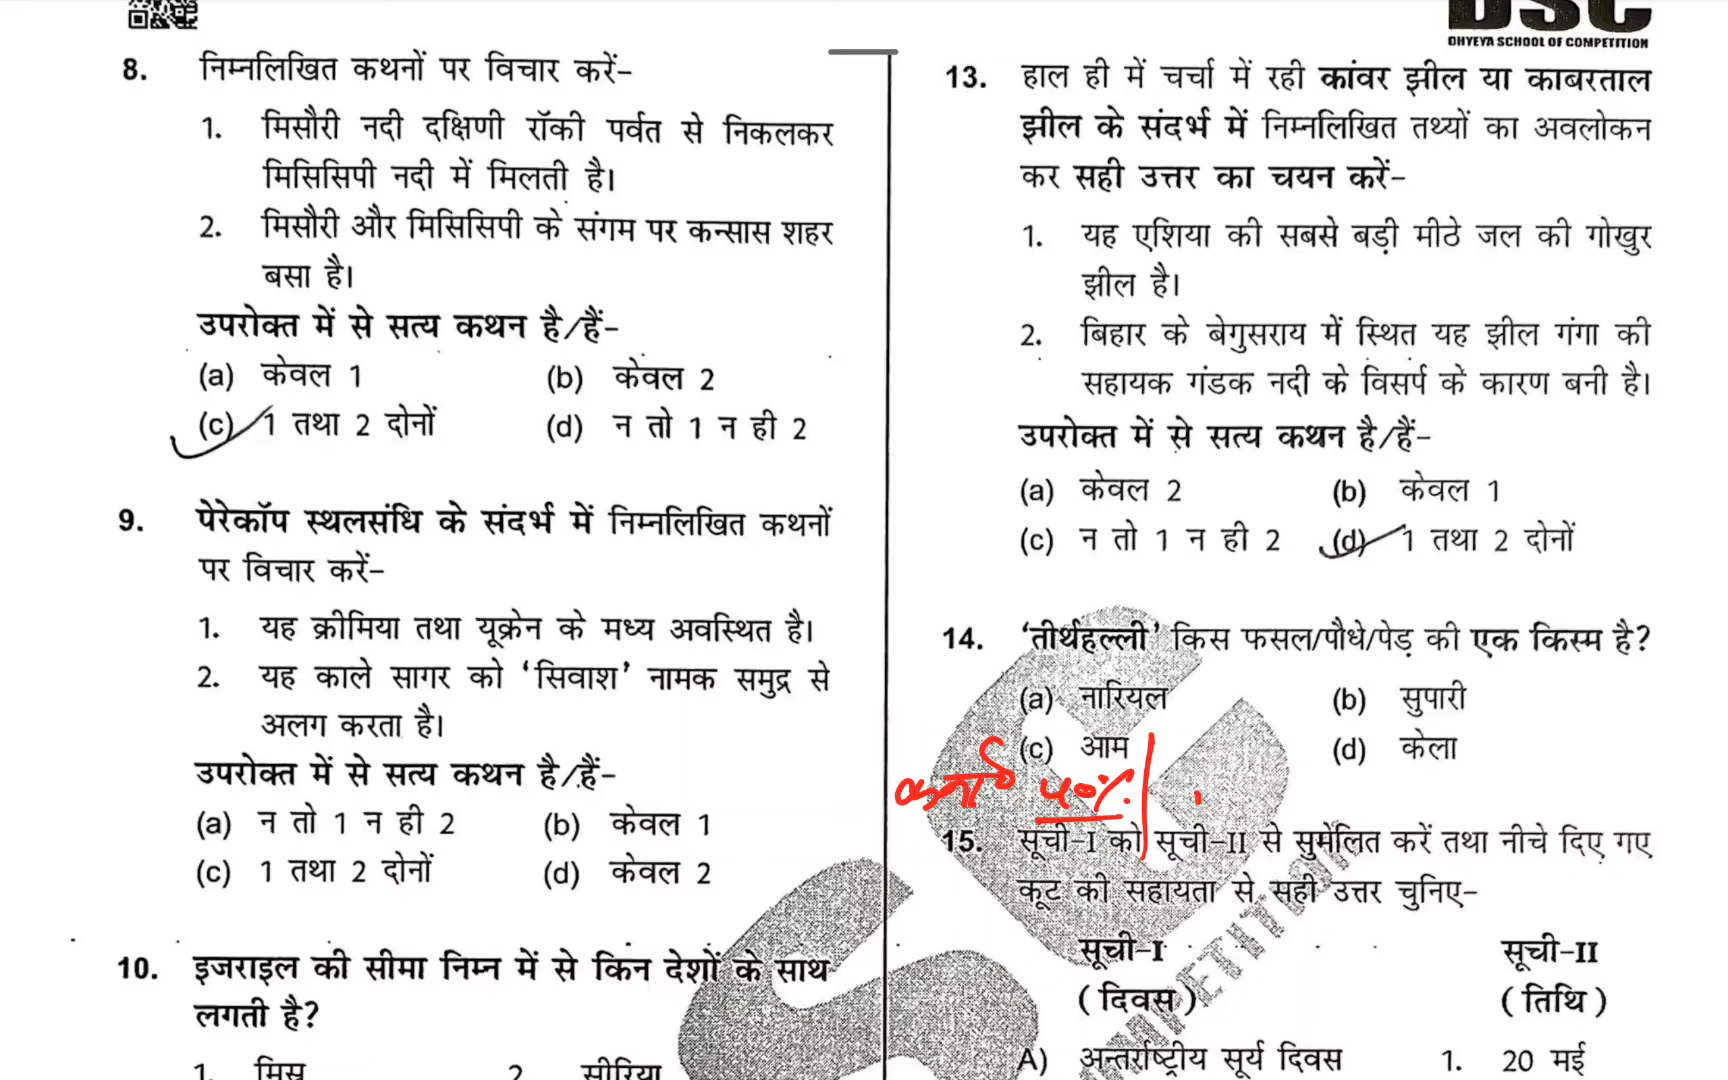 DSC
DHYEYA SCHOOL OF COMPETITION
8. निम्नलिखित कथनों पर विचार करें–
1. मिसौरी नदी दक्षिणी रॉकी पर्वत से निकलकर
मिसिसिपी नदी में मिलती है।
2. मिसौरी और मिसिसिपी के संगम पर कन्सास शहर
बसा है।
उपरोक्त में से सत्य कथन है/हैं–
(a) केवल 1 (b) केवल 2
(c) 1 तथा 2 दोनों (d) न तो 1 न ही 2
9. पेरेकॉप स्थलसंधि के संदर्भ में निम्नलिखित कथनों
पर विचार करें–
1. यह क्रीमिया तथा यूक्रेन के मध्य अवस्थित है।
2. यह काले सागर को ‘सिवाश’ नामक समुद्र से
अलग करता है।
उपरोक्त में से सत्य कथन है/हैं–
(a) न तो 1 न ही 2 (b) केवल 1
(c) 1 तथा 2 दोनों (d) केवल 2
10. इजराइल की सीमा निम्न में से किन देशों के साथ
लगती है?
1. मिस्र 2. सीरिया
13. हाल ही में चर्चा में रही कांवर झील या काबरताल
झील के संदर्भ में निम्नलिखित तथ्यों का अवलोकन
कर सही उत्तर का चयन करें–
1. यह एशिया की सबसे बड़ी मीठे जल की गोखुर
झील है।
2. बिहार के बेगुसराय में स्थित यह झील गंगा की
सहायक गंडक नदी के विसर्प के कारण बनी है।
उपरोक्त में से सत्य कथन है/हैं–
(a) केवल 2 (b) केवल 1
(c) न तो 1 न ही 2 (d) 1 तथा 2 दोनों
14. ‘तीर्थहल्ली’ किस फसल/पौधे/पेड़ की एक किस्म है?
(a) नारियल (b) सुपारी
(c) आम (d) केला
40%
15. सूची-I को सूची-II से सुमेलित करें तथा नीचे दिए गए
कूट की सहायता से सही उत्तर चुनिए–
सूची-I सूची-II
(दिवस) (तिथि)
A) अन्तर्राष्ट्रीय सूर्य दिवस 1. 20 मई